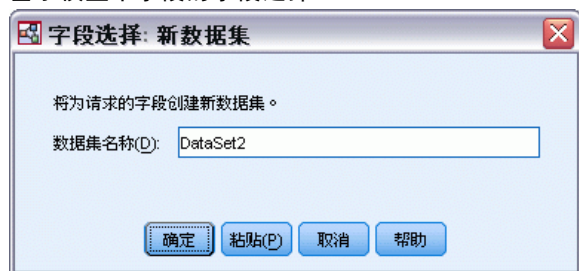 字段选择: 新数据集
将为请求的字段创建新数据集。
数据集名称(D):
DataSet2
确定 粘贴(P) 取消 帮助